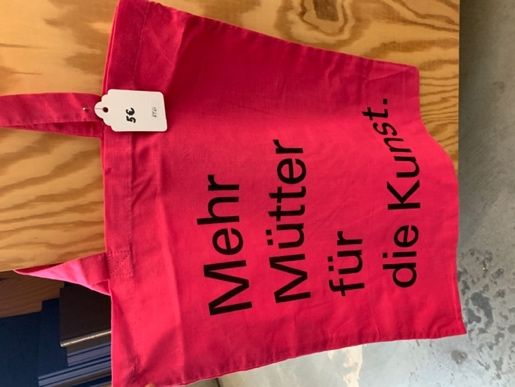 Mehr
Mütter
für
die Kunst.
5€